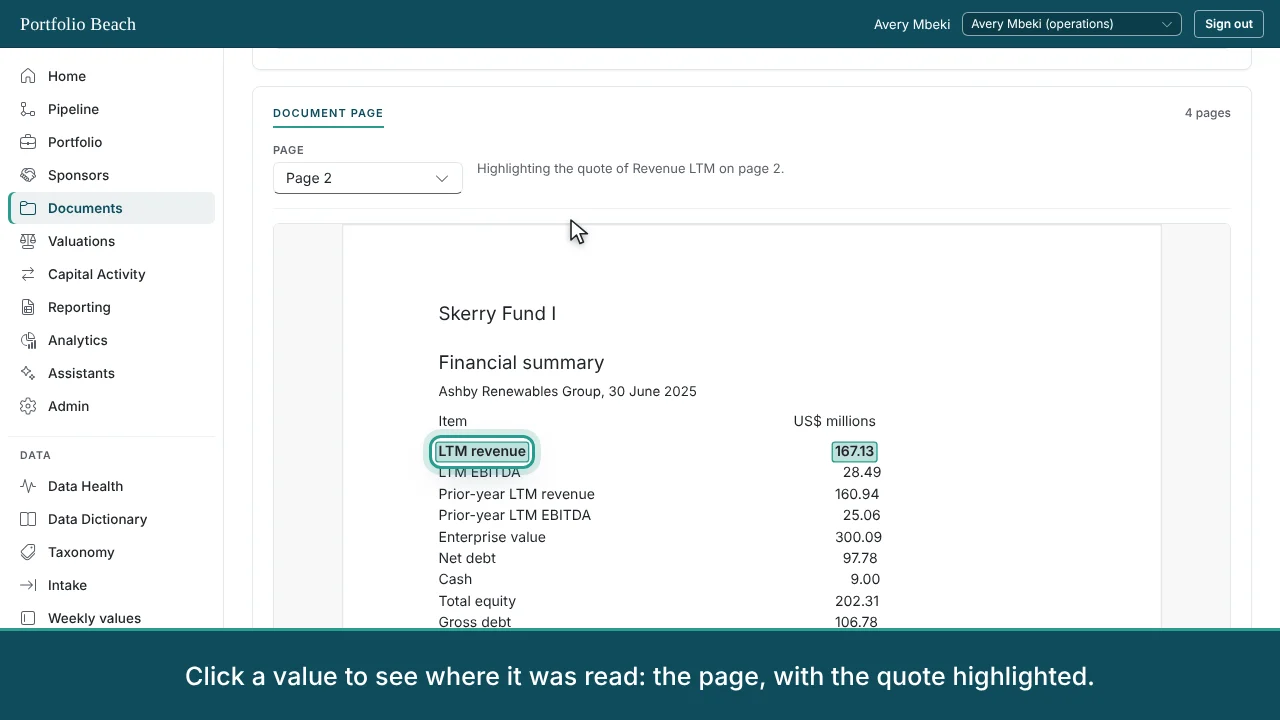 Portfolio Beach
Avery Mbeki
Avery Mbeki (operations)
Sign out
Home
Pipeline
Portfolio
Sponsors
Documents
Valuations
Capital Activity
Reporting
Analytics
Assistants
Admin
DATA
Data Health
Data Dictionary
Taxonomy
Intake
Weekly values
DOCUMENT PAGE
4 pages
PAGE
Page 2
Highlighting the quote of Revenue LTM on page 2.
Skerry Fund I
Financial summary
Ashby Renewables Group, 30 June 2025
Item US$ millions
LTM revenue 167.13
LTM EBITDA 28.49
Prior-year LTM revenue 160.94
Prior-year LTM EBITDA 25.06
Enterprise value 300.09
Net debt 97.78
Cash 9.00
Total equity 202.31
Gross debt 106.78
Click a value to see where it was read: the page, with the quote highlighted.